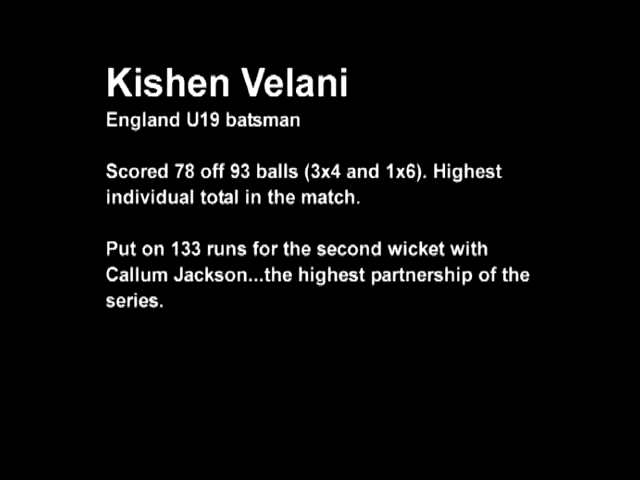 Kishen Velani
England U19 batsman
Scored 78 off 93 balls (3x4 and 1x6). Highest
individual total in the match.
Put on 133 runs for the second wicket with
Callum Jackson...the highest partnership of the
series.